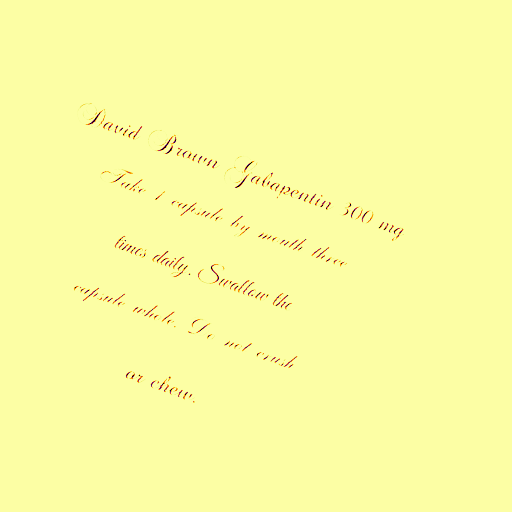 David Brown Gabapentin 300 mg
Take 1 capsule by mouth three
times daily. Swallow the
capsule whole. Do not crush
or chew.